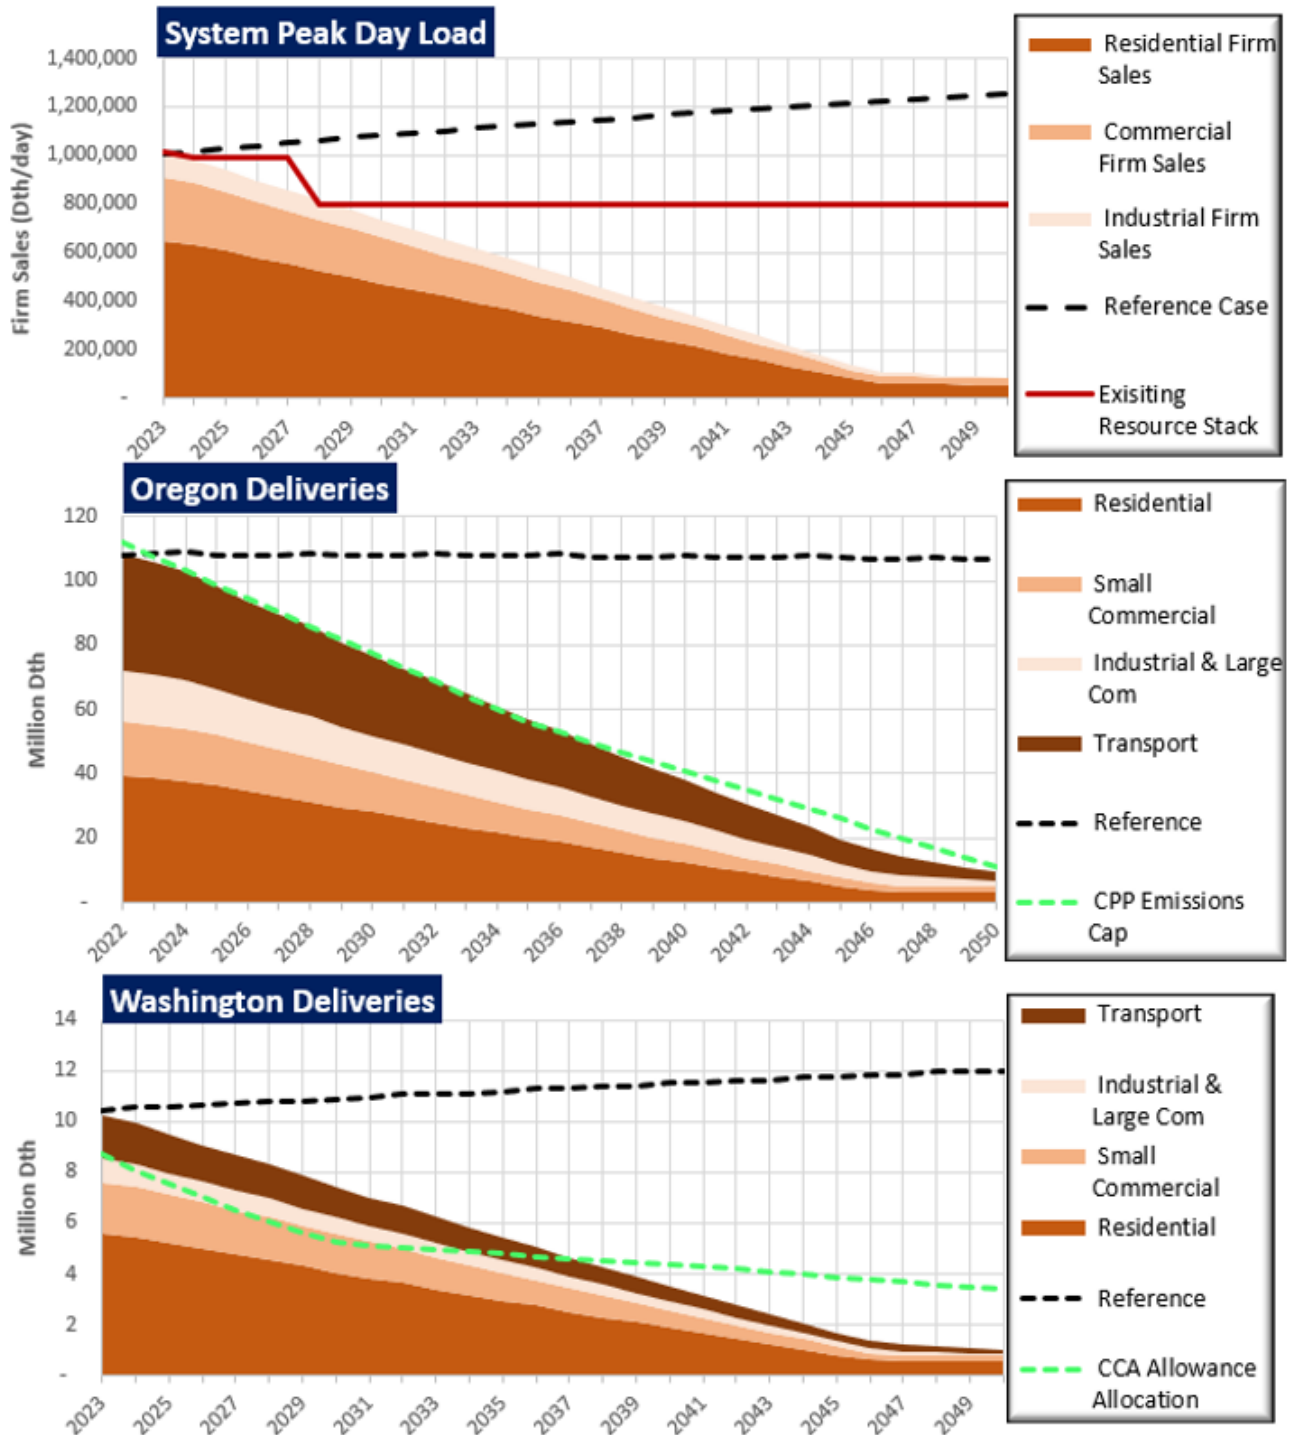 System Peak Day Load
Firm Sales (Dth/day)
1,400,000
1,200,000
1,000,000
800,000
600,000
400,000
200,000
-
2023
2025
2027
2029
2031
2033
2035
2037
2039
2041
2043
2045
2047
2049
Residential Firm
Sales
Commercial
Firm Sales
Industrial Firm
Sales
Reference Case
Exisiting
Resource Stack
Oregon Deliveries
Million Dth
120
100
80
60
40
20
-
2022
2024
2026
2028
2030
2032
2034
2036
2038
2040
2042
2044
2046
2048
2050
Residential
Small
Commercial
Industrial & Large
Com
Transport
Reference
CPP Emissions
Cap
Washington Deliveries
Million Dth
14
12
10
8
6
4
2
-
2023
2025
2027
2029
2031
2033
2035
2037
2039
2041
2043
2045
2047
2049
Transport
Industrial &
Large Com
Small
Commercial
Residential
Reference
CCA Allowance
Allocation